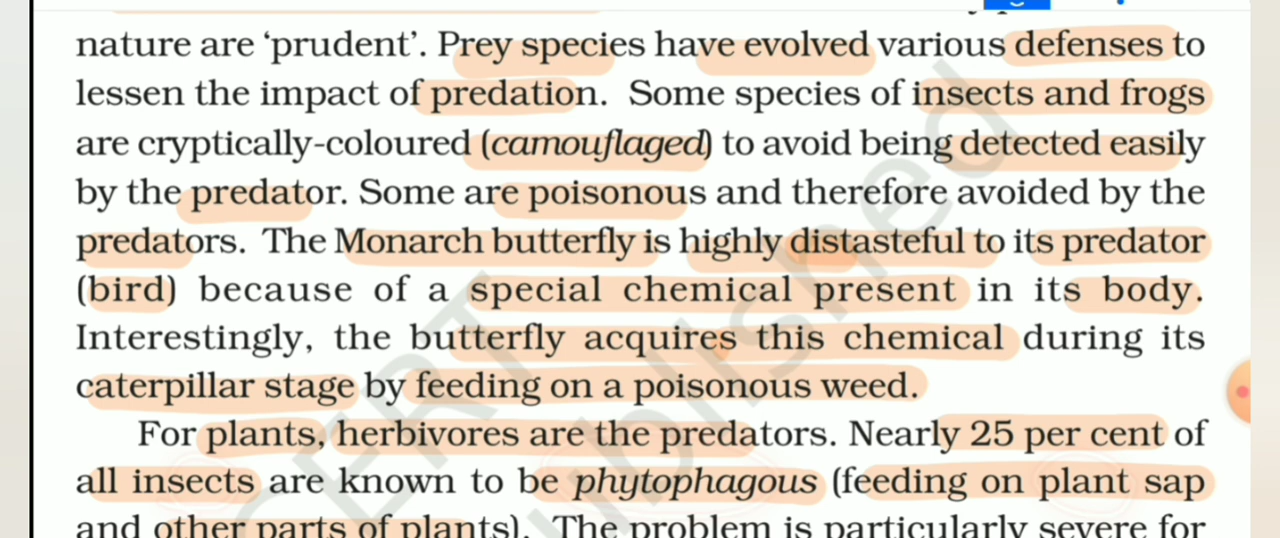 nature are ‘prudent’. Prey species have evolved various defenses to
lessen the impact of predation. Some species of insects and frogs
are cryptically-coloured (camouflaged) to avoid being detected easily
by the predator. Some are poisonous and therefore avoided by the
predators. The Monarch butterfly is highly distasteful to its predator
(bird) because of a special chemical present in its body.
Interestingly, the butterfly acquires this chemical during its
caterpillar stage by feeding on a poisonous weed.
For plants, herbivores are the predators. Nearly 25 per cent of
all insects are known to be phytophagous (feeding on plant sap
and other parts of plants). The problem is particularly severe for